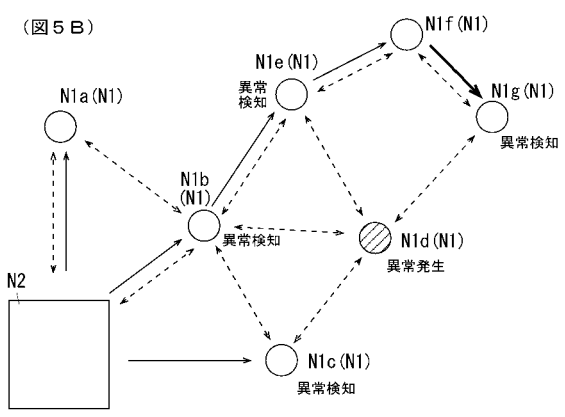 (図5B)
N1f(N1)
N1e(N1)
異常
検知
N1g(N1)
異常検知
N1a(N1)
N1b
(N1)
異常検知
N1d(N1)
異常発生
N2
N1c(N1)
異常検知